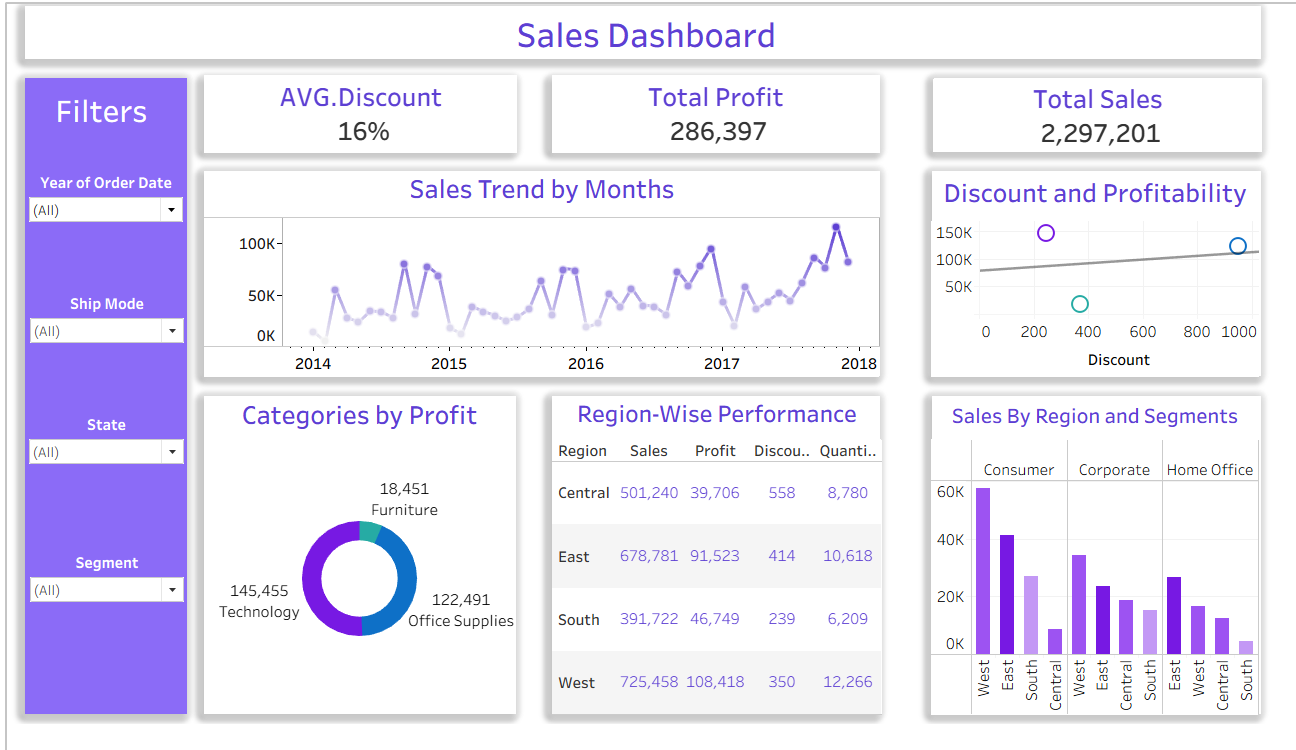 Sales Dashboard
Filters
Year of Order Date
(All)
Ship Mode
(All)
State
(All)
Segment
(All)
AVG.Discount
16%
Total Profit
286,397
Total Sales
2,297,201
Sales Trend by Months
100K
50K
0K
2014 2015 2016 2017 2018
Discount and Profitability
150K
100K
50K
0 200 400 600 800 1000
Discount
Categories by Profit
18,451
Furniture
145,455
Technology
122,491
Office Supplies
Region-Wise Performance
Region Sales Profit Discou.. Quanti..
Central 501,240 39,706 558 8,780
East 678,781 91,523 414 10,618
South 391,722 46,749 239 6,209
West 725,458 108,418 350 12,266
Sales By Region and Segments
Consumer Corporate Home Office
60K
40K
20K
0K
West East South Central West East Central South East West Central South